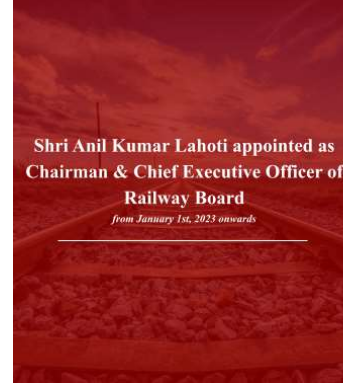 Shri Anil Kumar Lahoti appointed as
Chairman & Chief Executive Officer of
Railway Board
from January 1st, 2023 onwards